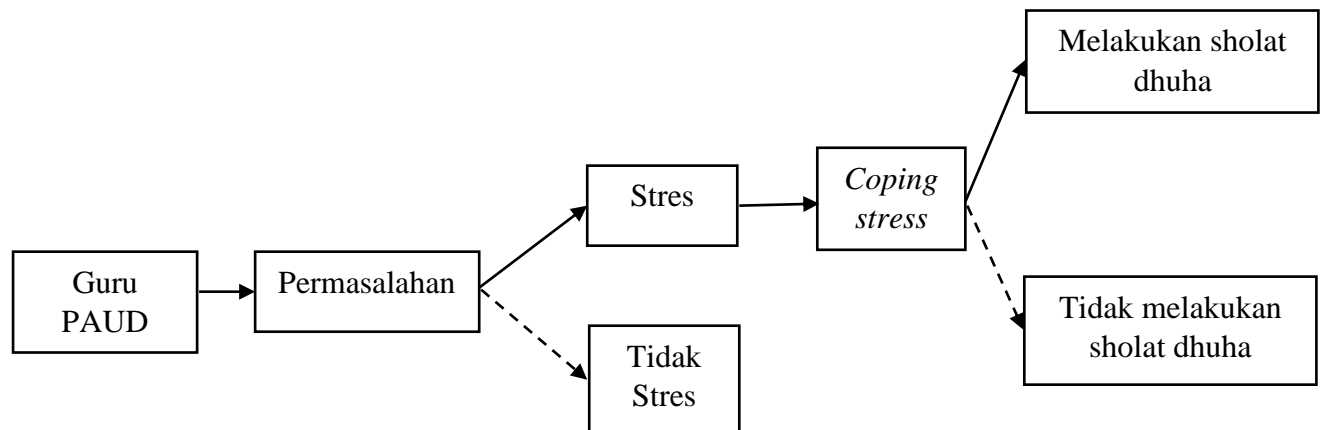 Guru
PAUD
Permasalahan
Stres
Tidak
Stres
Coping
stress
Melakukan sholat
dhuha
Tidak melakukan
sholat dhuha